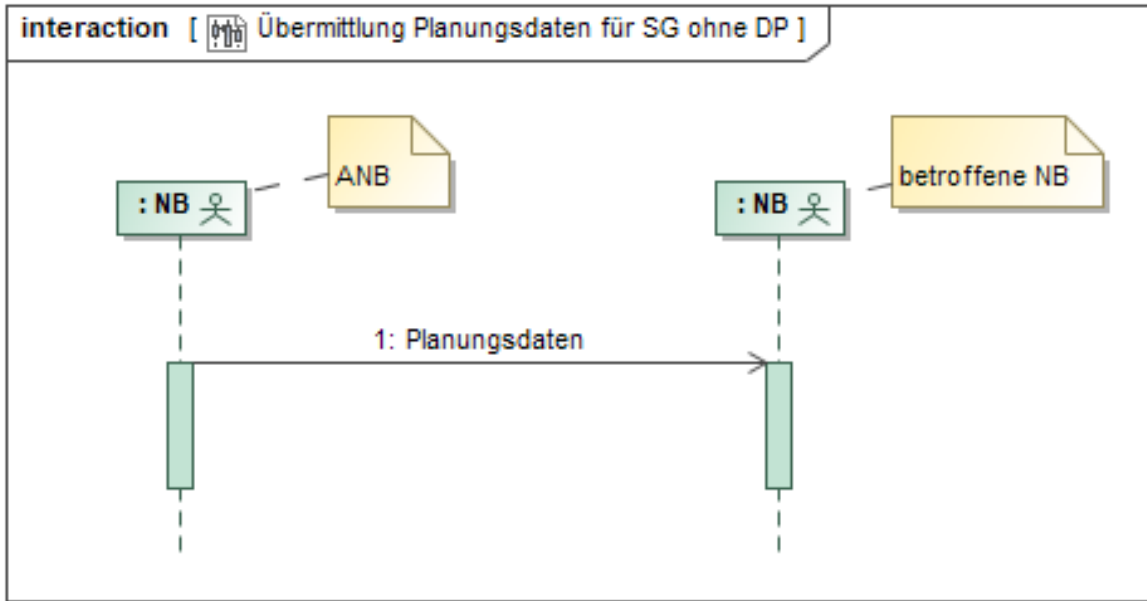 interaction [ Übermittlung Planungsdaten für SG ohne DP ]
ANB
betroffene NB
: NB
: NB
1: Planungsdaten